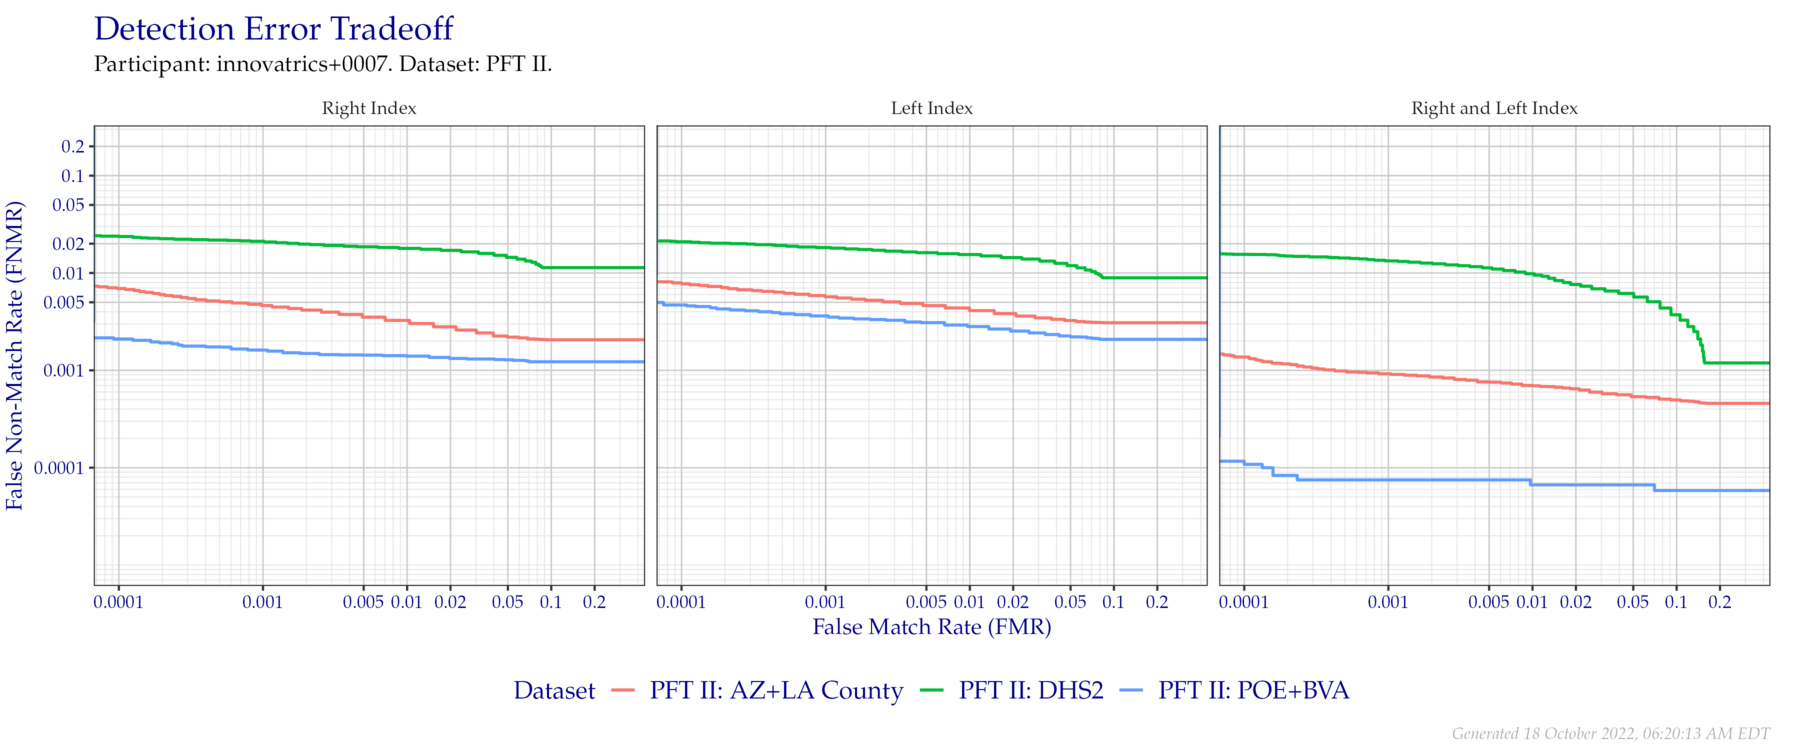 Detection Error Tradeoff
Participant: innovatrics+0007. Dataset: PFT II.
Right Index
Left Index
Right and Left Index
False Non-Match Rate (FNMR)
0.2
0.1
0.05
0.02
0.01
0.005
0.001
0.0001
0.0001 0.001 0.005 0.01 0.02 0.05 0.1 0.2
0.0001 0.001 0.005 0.01 0.02 0.05 0.1 0.2
0.0001 0.001 0.005 0.01 0.02 0.05 0.1 0.2
False Match Rate (FMR)
Dataset PFT II: AZ+LA County PFT II: DHS2 PFT II: POE+BVA
Generated 18 October 2022, 06:20:13 AM EDT